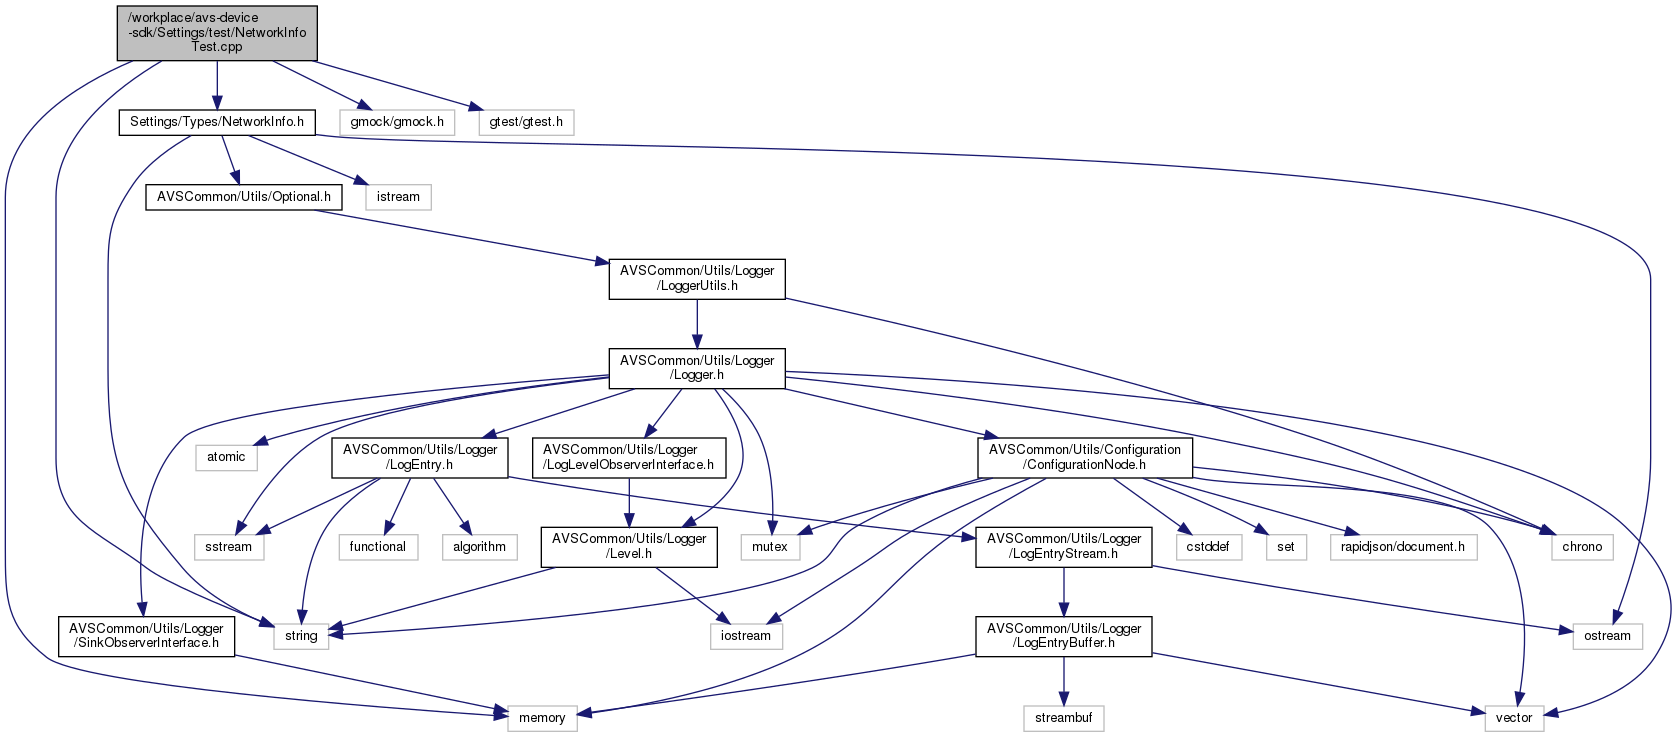 /workplace/avs-device
-sdk/Settings/test/NetworkInfo
Test.cpp
Settings/Types/NetworkInfo.h
gmock/gmock.h
gtest/gtest.h
AVSCommon/Utils/Optional.h
istream
AVSCommon/Utils/Logger
/LoggerUtils.h
AVSCommon/Utils/Logger
/Logger.h
atomic
AVSCommon/Utils/Logger
/LogEntry.h
AVSCommon/Utils/Logger
/LogLevelObserverInterface.h
AVSCommon/Utils/Configuration
/ConfigurationNode.h
sstream
functional
algorithm
AVSCommon/Utils/Logger
/Level.h
mutex
AVSCommon/Utils/Logger
/LogEntryStream.h
cstddef
set
rapidjson/document.h
chrono
AVSCommon/Utils/Logger
/SinkObserverInterface.h
string
iostream
AVSCommon/Utils/Logger
/LogEntryBuffer.h
ostream
memory
streambuf
vector